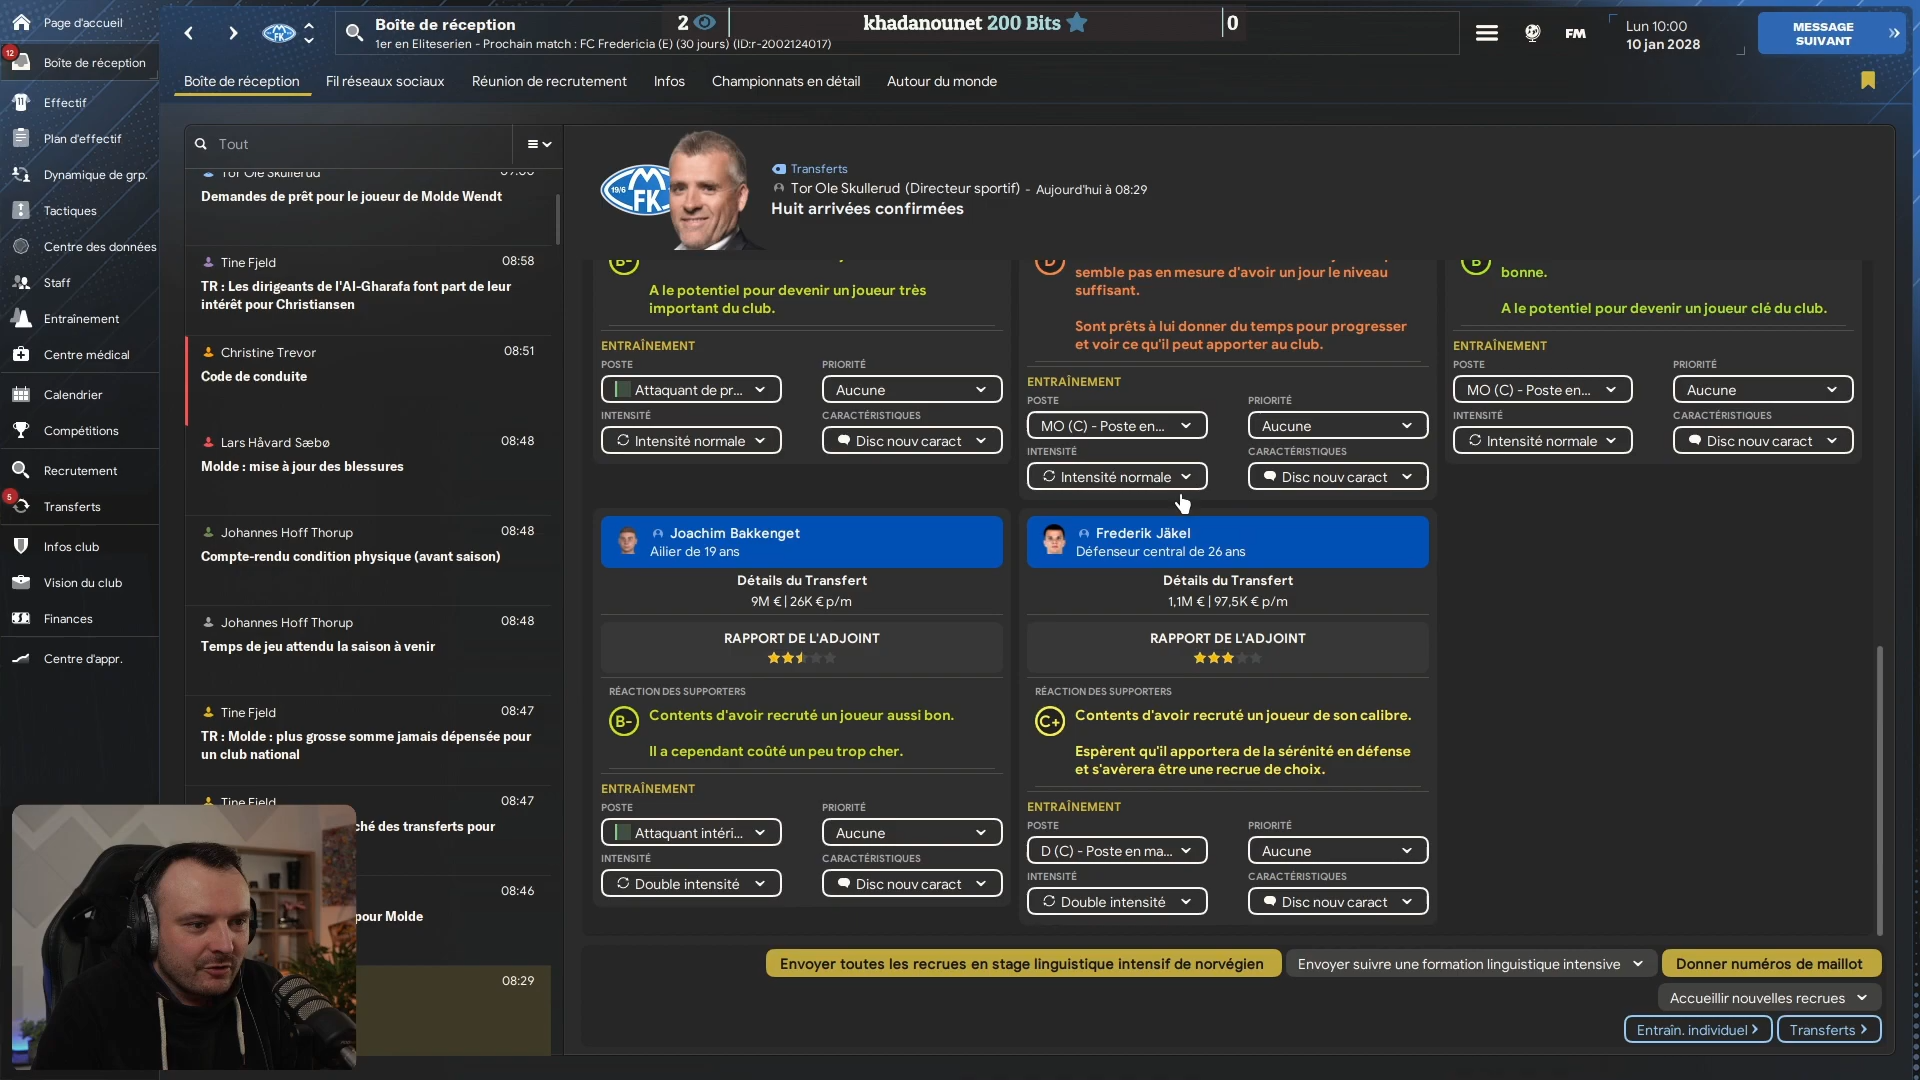 Page d'accueil
12
Boîte de réception
Effectif
Plan d'effectif
Dynamique de grp.
Tactiques
Centre des données
Staff
Entraînement
Centre médical
Calendrier
Compétitions
Recrutement
5
Transferts
Infos club
Vision du club
Finances
Centre d'appr.
Boîte de réception
1er en Eliteserien - Prochain match : FC Fredericia (E) (30 jours) (ID:r-2002124017)
2
khadanounet 200 Bits
0
FM
Lun 10:00
10 jan 2028
MESSAGE SUIVANT
Boîte de réception
Fil réseaux sociaux
Réunion de recrutement
Infos
Championnats en détail
Autour du monde
Tout
Tor Ole Skullerud
Demandes de prêt pour le joueur de Molde Wendt
Tine Fjeld 08:58
TR : Les dirigeants de l'Al-Gharafa font part de leur
intérêt pour Christiansen
Christine Trevor 08:51
Code de conduite
Lars Håvard Sæbø 08:48
Molde : mise à jour des blessures
Johannes Hoff Thorup 08:48
Compte-rendu condition physique (avant saison)
Johannes Hoff Thorup 08:48
Temps de jeu attendu la saison à venir
Tine Fjeld 08:47
TR : Molde : plus grosse somme jamais dépensée pour
un club national
Tine Fjeld 08:47
ché des transferts pour
08:46
pour Molde
08:29
19/6
FK
Transferts
Tor Ole Skullerud (Directeur sportif) - Aujourd'hui à 08:29
Huit arrivées confirmées
B-
A le potentiel pour devenir un joueur très
important du club.
ENTRAÎNEMENT
POSTE PRIORITÉ
Attaquant de pr... Aucune
INTENSITÉ CARACTÉRISTIQUES
Intensité normale Disc nouv caract
D
semble pas en mesure d'avoir un jour le niveau
suffisant.
Sont prêts à lui donner du temps pour progresser
et voir ce qu'il peut apporter au club.
ENTRAÎNEMENT
POSTE PRIORITÉ
MO (C) - Poste en... Aucune
INTENSITÉ CARACTÉRISTIQUES
Intensité normale Disc nouv caract
B
bonne.
A le potentiel pour devenir un joueur clé du club.
ENTRAÎNEMENT
POSTE PRIORITÉ
MO (C) - Poste en... Aucune
INTENSITÉ CARACTÉRISTIQUES
Intensité normale Disc nouv caract
Joachim Bakkenget
Ailier de 19 ans
Détails du Transfert
9M € | 26K € p/m
RAPPORT DE L'ADJOINT
RÉACTION DES SUPPORTERS
B-
Contents d'avoir recruté un joueur aussi bon.
Il a cependant coûté un peu trop cher.
ENTRAÎNEMENT
POSTE PRIORITÉ
Attaquant intéri... Aucune
INTENSITÉ CARACTÉRISTIQUES
Double intensité Disc nouv caract
Frederik Jäkel
Défenseur central de 26 ans
Détails du Transfert
1,1M € | 97,5K € p/m
RAPPORT DE L'ADJOINT
RÉACTION DES SUPPORTERS
C+
Contents d'avoir recruté un joueur de son calibre.
Espèrent qu'il apportera de la sérénité en défense
et s'avèrera être une recrue de choix.
ENTRAÎNEMENT
POSTE PRIORITÉ
D (C) - Poste en ma... Aucune
INTENSITÉ CARACTÉRISTIQUES
Double intensité Disc nouv caract
Envoyer toutes les recrues en stage linguistique intensif de norvégien
Envoyer suivre une formation linguistique intensive
Donner numéros de maillot
Accueillir nouvelles recrues
Entraîn. individuel
Transferts